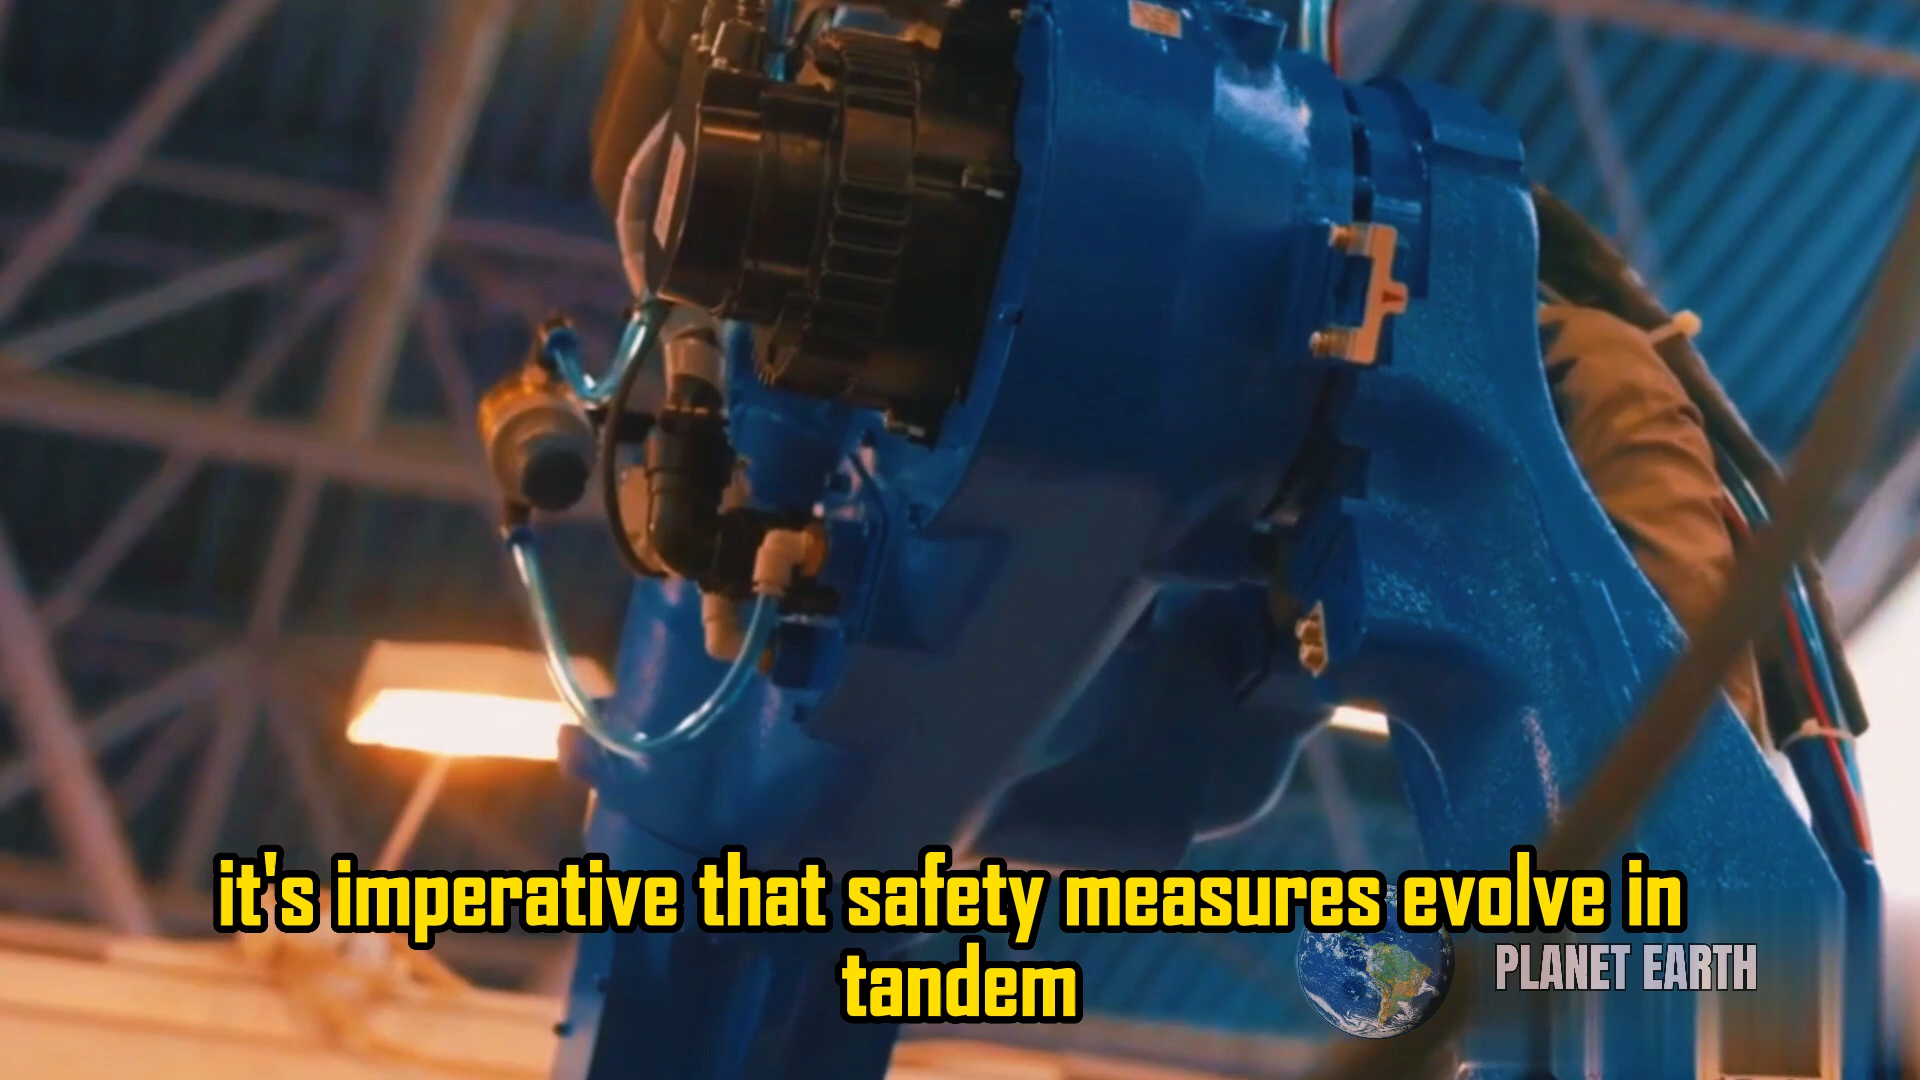 it's imperative that safety measures evolve in
tandem
PLANET EARTH